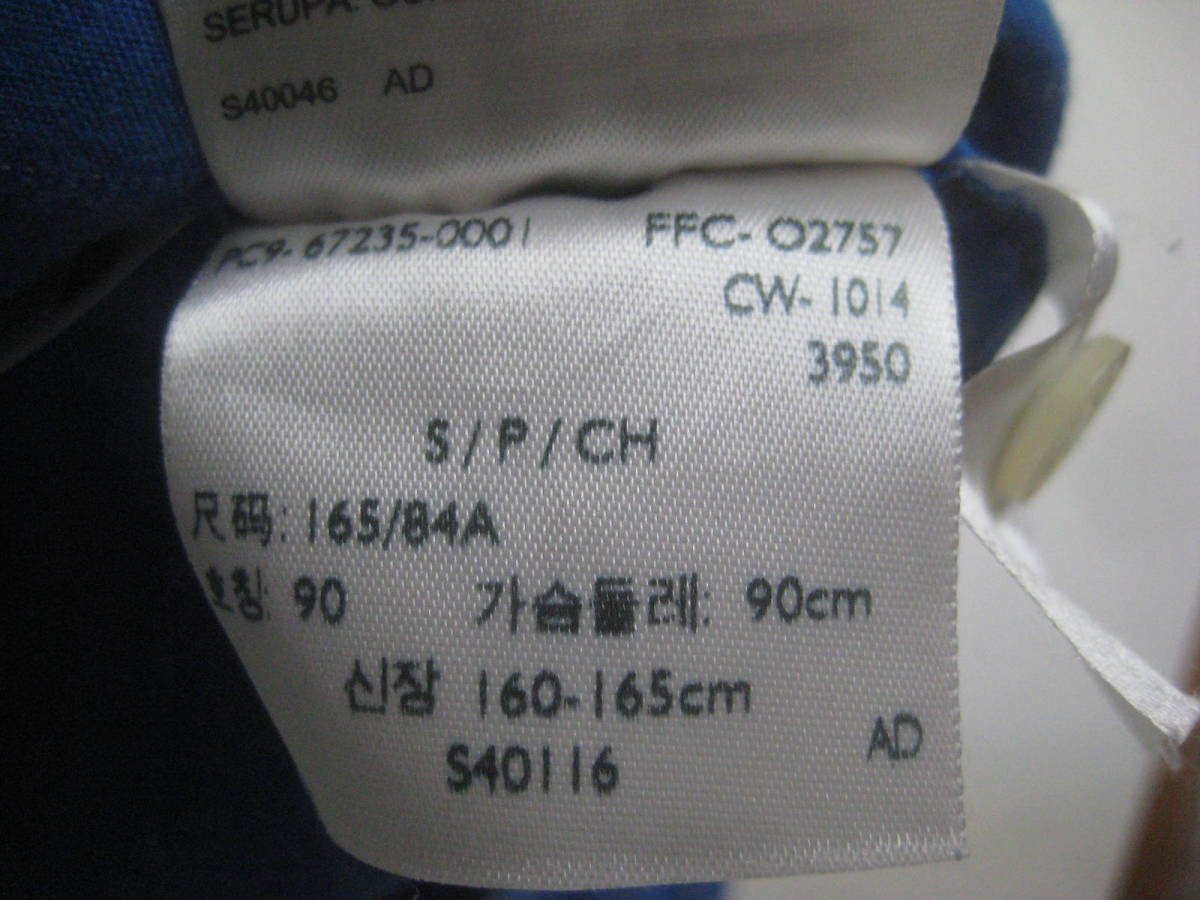 SERUPA.
S40046 AD
PC9-67235-0001 FFC-O2757
CW-1014
3950
S/P/CH
尺码: 165/84A
호칭: 90 가슴둘레: 90cm
신장 160-165cm
S40116 AD